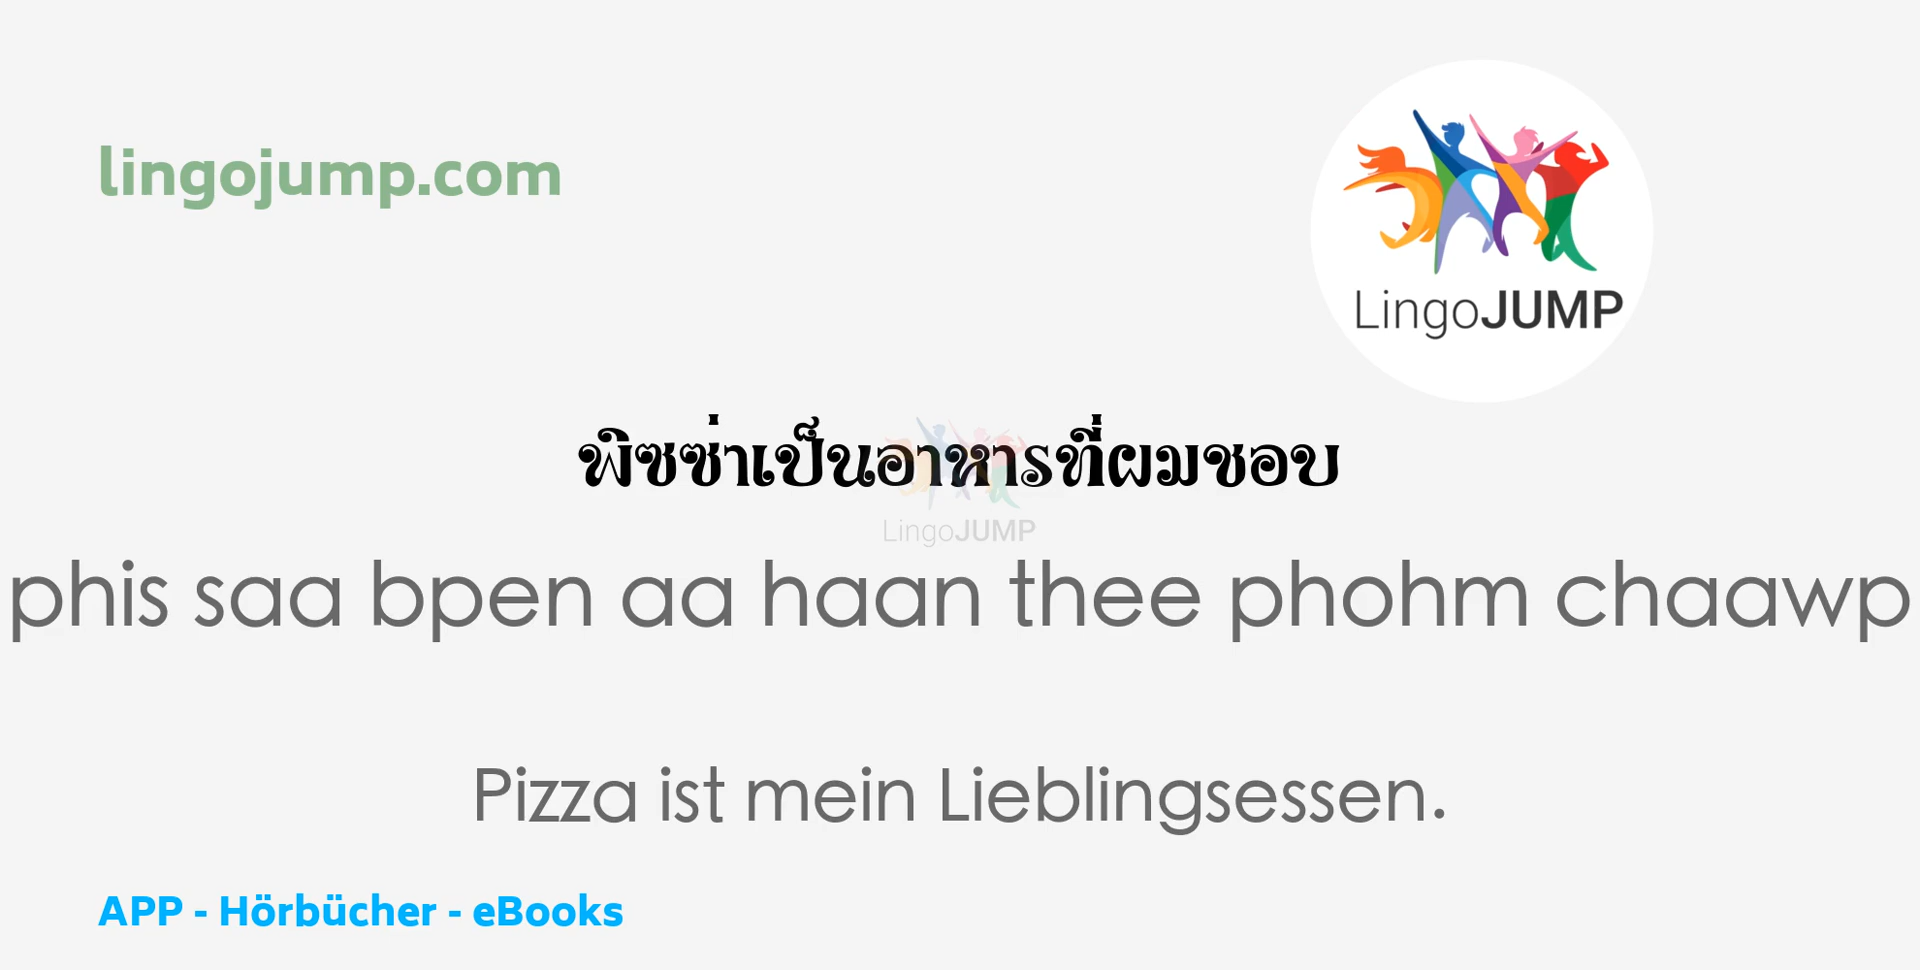 lingojump.com
LingoJUMP
พิซซ่าเป็นอาหารที่ผมชอบ
LingoJUMP
phis saa bpen aa haan thee phohm chaawp
Pizza ist mein Lieblingsessen.
APP - Hörbücher - eBooks